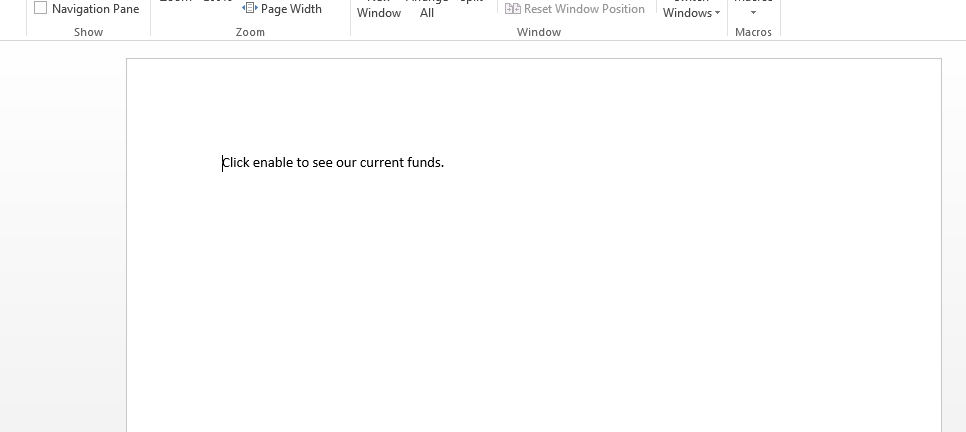 Navigation Pane
Page Width
Window
All
Reset Window Position
Windows
Show
Zoom
Window
Macros
Click enable to see our current funds.